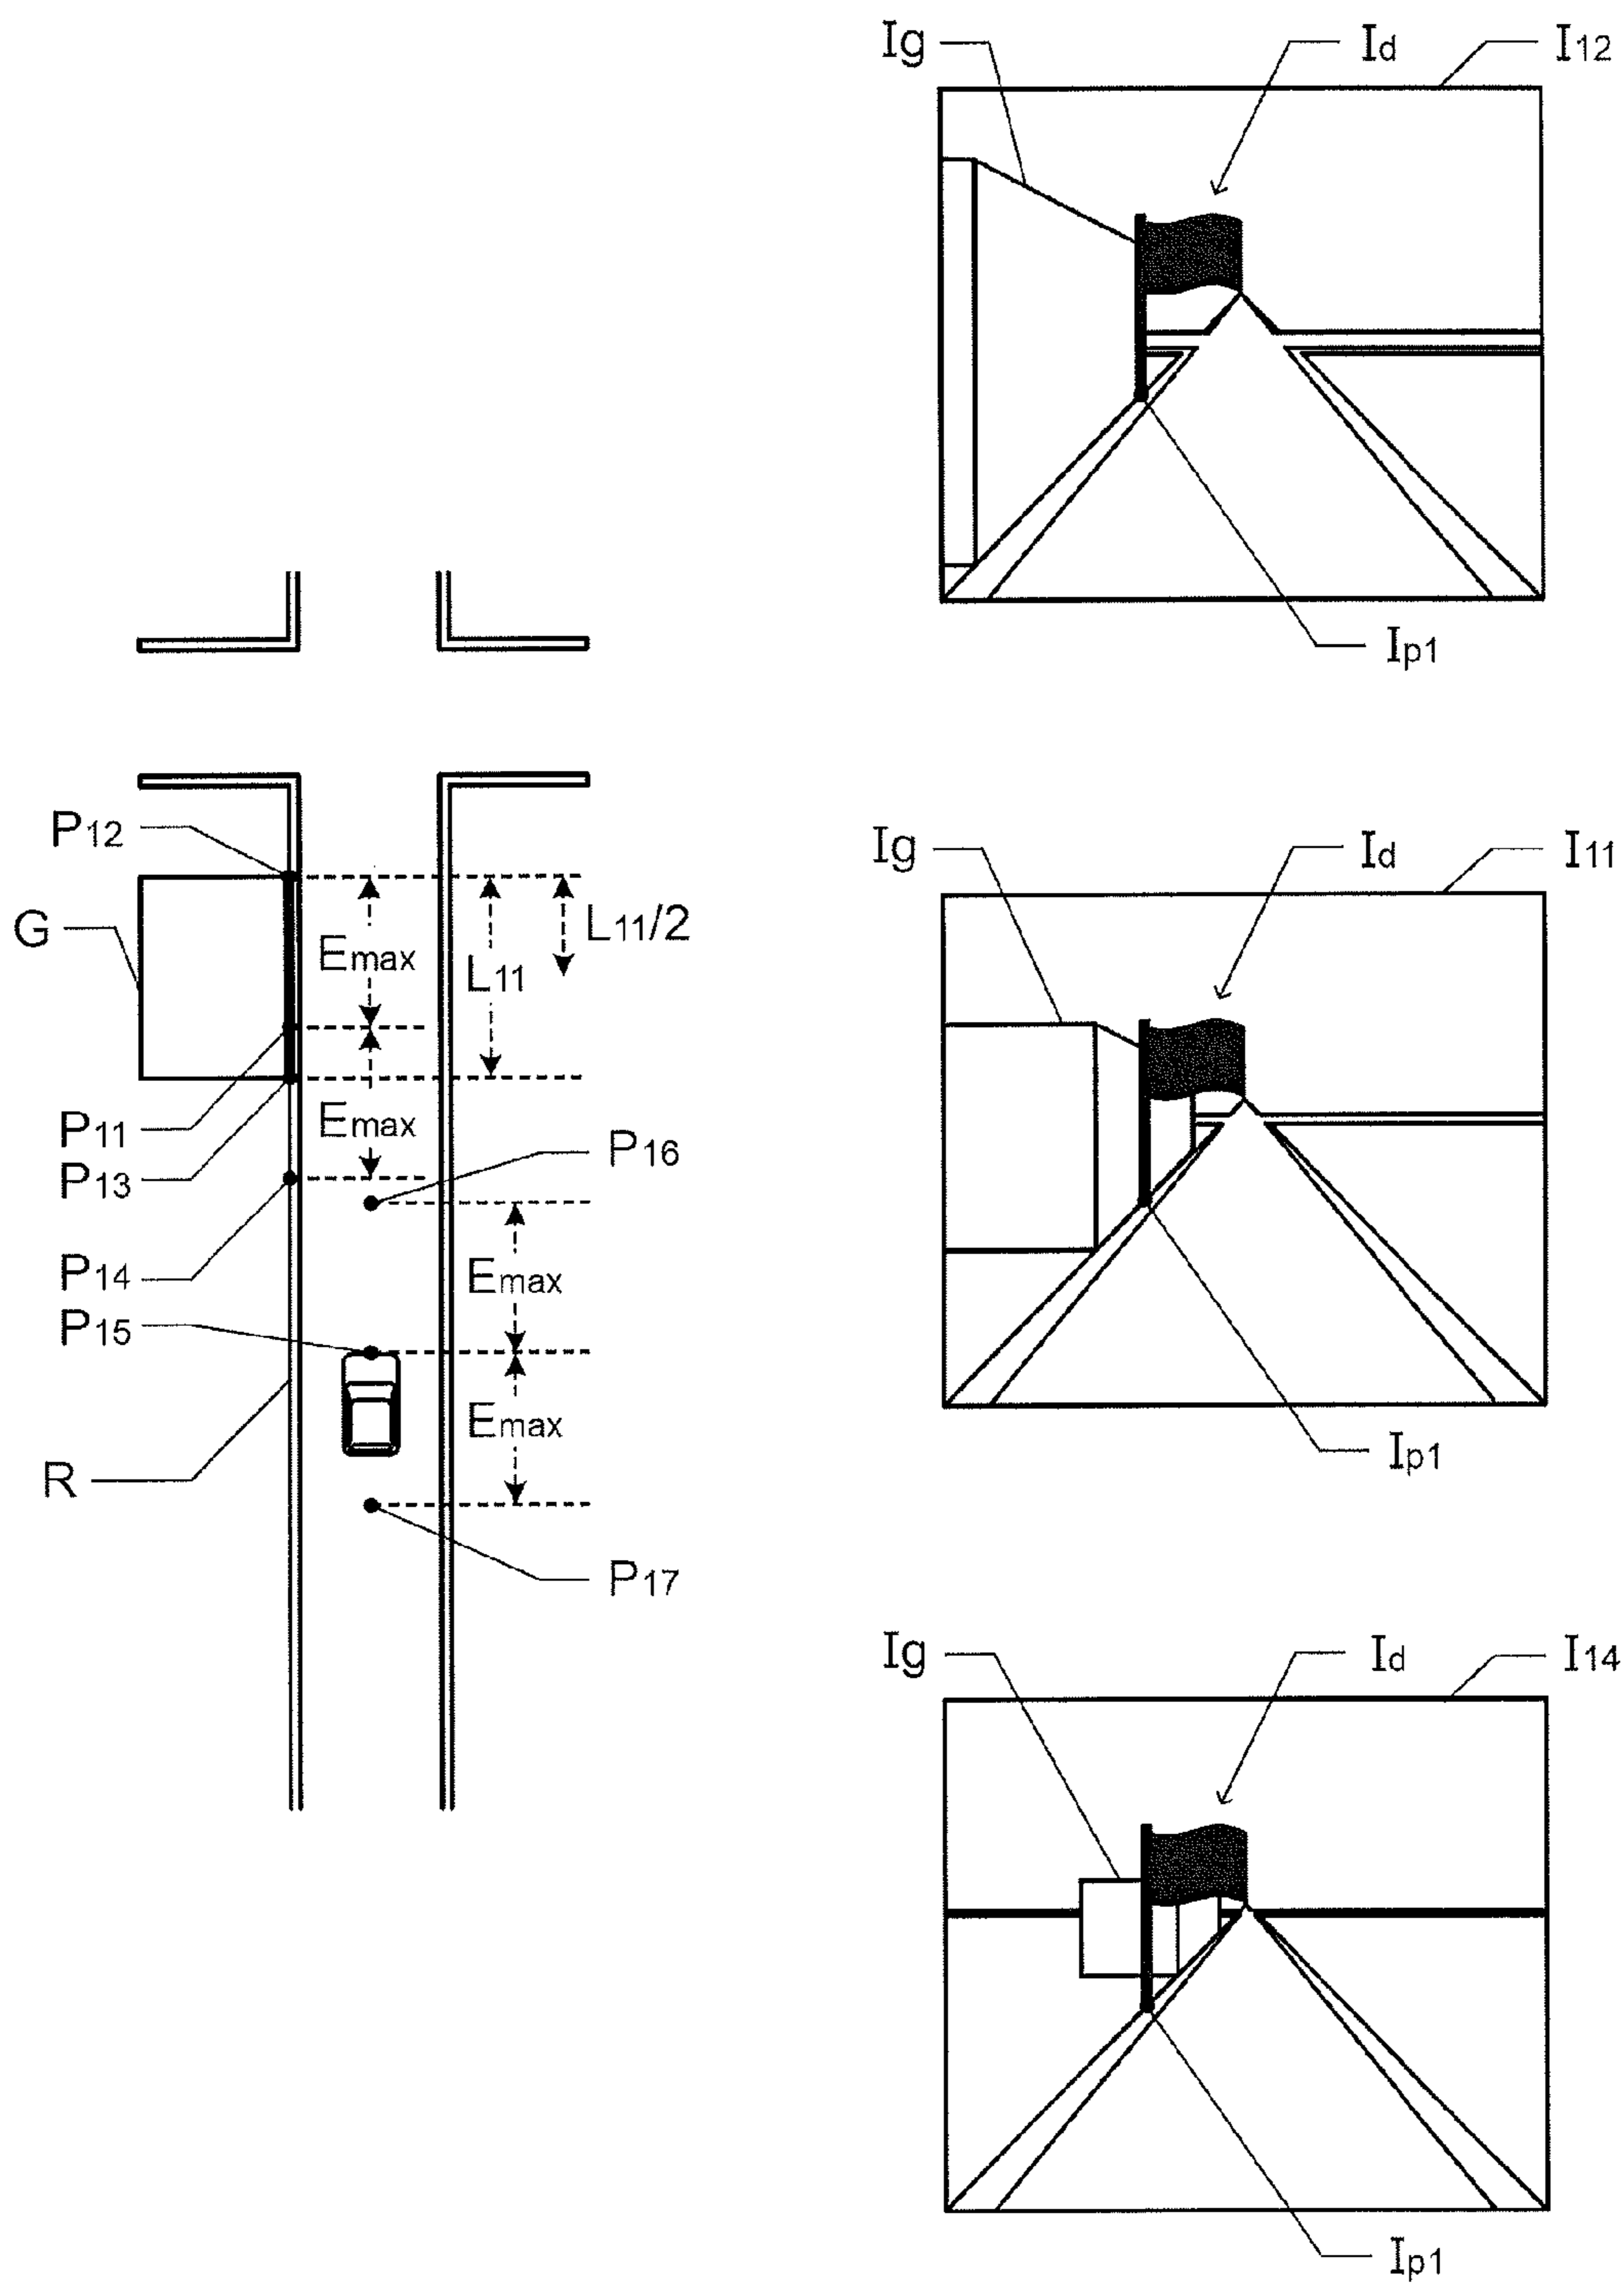 Ig Id I12
Ip1
P12
G Emax L11 L11/2
P11 Emax
P13 P16
P14 Emax
P15
Emax
R
P17
Ig Id I11
Ip1
Ig Id I14
Ip1